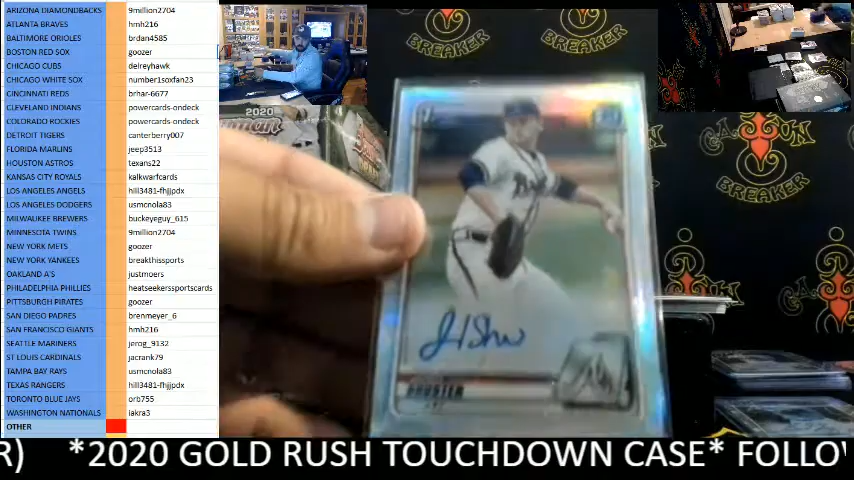 ARIZONA DIAMONDBACKS 9million2704
ATLANTA BRAVES hmh216
BALTIMORE ORIOLES brdan4585
BOSTON RED SOX goozer
CHICAGO CUBS delreyhawk
CHICAGO WHITE SOX number1soxfan23
CINCINNATI REDS brhar-6677
CLEVELAND INDIANS powercards-ondeck
COLORADO ROCKIES powercards-ondeck
DETROIT TIGERS canterbery007
FLORIDA MARLINS jeep3513
HOUSTON ASTROS texans22
KANSAS CITY ROYALS kalkwarfcards
LOS ANGELES ANGELS hill3481-fhjjpdx
LOS ANGELES DODGERS usmcnola83
MILWAUKEE BREWERS buckeyeguy_615
MINNESOTA TWINS 9million2704
NEW YORK METS goozer
NEW YORK YANKEES breakthissports
OAKLAND A'S justmoers
PHILADELPHIA PHILLIES heatseekerssportscards
PITTSBURGH PIRATES goozer
SAN DIEGO PADRES brenmeyer_6
SAN FRANCISCO GIANTS hmh216
SEATTLE MARINERS jerog_9132
ST LOUIS CARDINALS jacrank79
TAMPA BAY RAYS usmcnola83
TEXAS RANGERS hill3481-fhjjpdx
TORONTO BLUE JAYS orb755
WASHINGTON NATIONALS iakra3
OTHER
2020
BREAKER
BREAKER
BREAKER
SHUSTER
R) *2020 GOLD RUSH TOUCHDOWN CASE* FOLLO